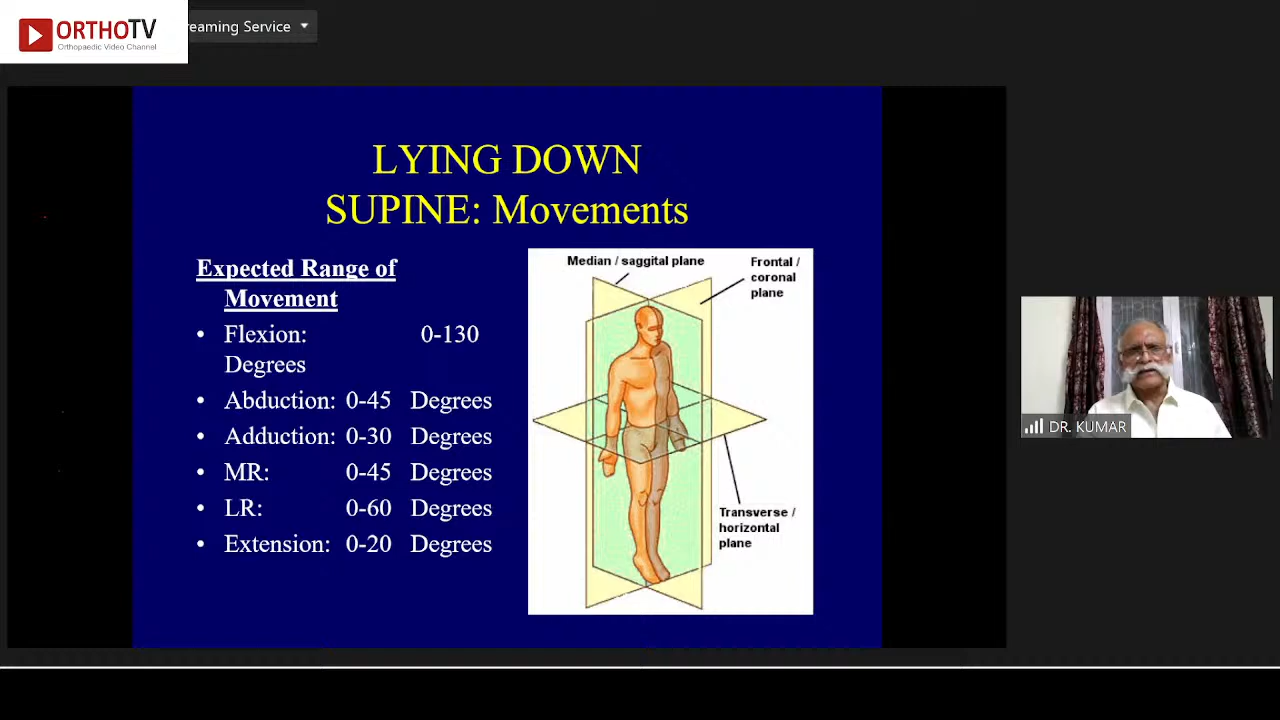 ORTHOTV
Orthopaedic Video Channel
reaming Service
LYING DOWN
SUPINE: Movements
Expected Range of
Movement
• Flexion: 0-130
Degrees
• Abduction: 0-45 Degrees
• Adduction: 0-30 Degrees
• MR: 0-45 Degrees
• LR: 0-60 Degrees
• Extension: 0-20 Degrees
Median / saggital plane
Frontal /
coronal
plane
Transverse /
horizontal
plane
DR. KUMAR